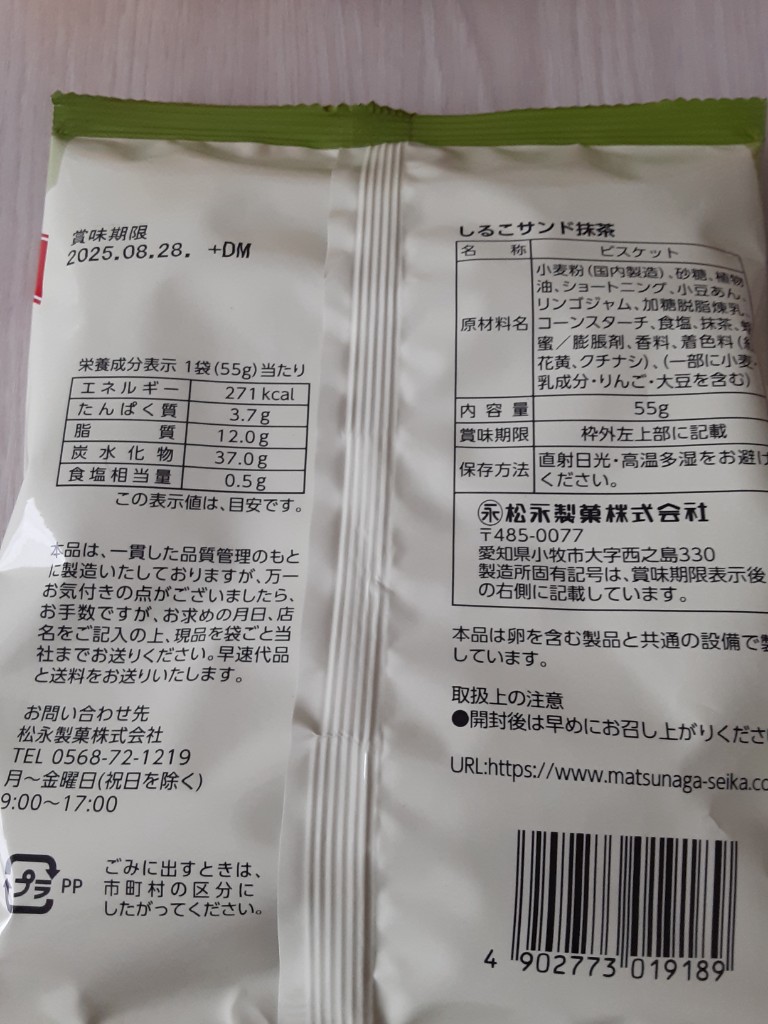 賞味期限
2025.08.28. +DM
栄養成分表示 1袋(55g)当たり
エネルギー 271kcal
たんぱく質 3.7g
脂質 12.0g
炭水化物 37.0g
食塩相当量 0.5g
この表示値は、目安です。
本品は、一貫した品質管理のもと
に製造いたしておりますが、万一
お気付きの点がございましたら、
お手数ですが、お求めの月日、店
名をご記入の上、現品を袋ごと当
社までお送りください。早速代品
と送料をお送りいたします。
お問い合わせ先
松永製菓株式会社
TEL 0568-72-1219
月〜金曜日(祝日を除く)
9:00〜17:00
プラ PP
ごみに出すときは、
市町村の区分に
したがってください。
しるこサンド抹茶
名称 ビスケット
原材料名
小麦粉(国内製造)、砂糖、植物
油、ショートニング、小豆あん、
リンゴジャム、加糖脱脂煉乳、
コーンスターチ、食塩、抹茶、
蜜/膨脹剤、香料、着色料(
花黄、クチナシ)、(一部に小麦・
乳成分・りんご・大豆を含む)
内容量 55g
賞味期限 枠外左上部に記載
保存方法 直射日光・高温多湿をお避け
ください。
永 松永製菓株式会社
〒485-0077
愛知県小牧市大字西之島330
製造所固有記号は、賞味期限表示後
の右側に記載しています。
本品は卵を含む製品と共通の設備で
しています。
取扱上の注意
●開封後は早めにお召し上がりくださ
URL:https://www.matsunaga-seika.co
4 902773 019189